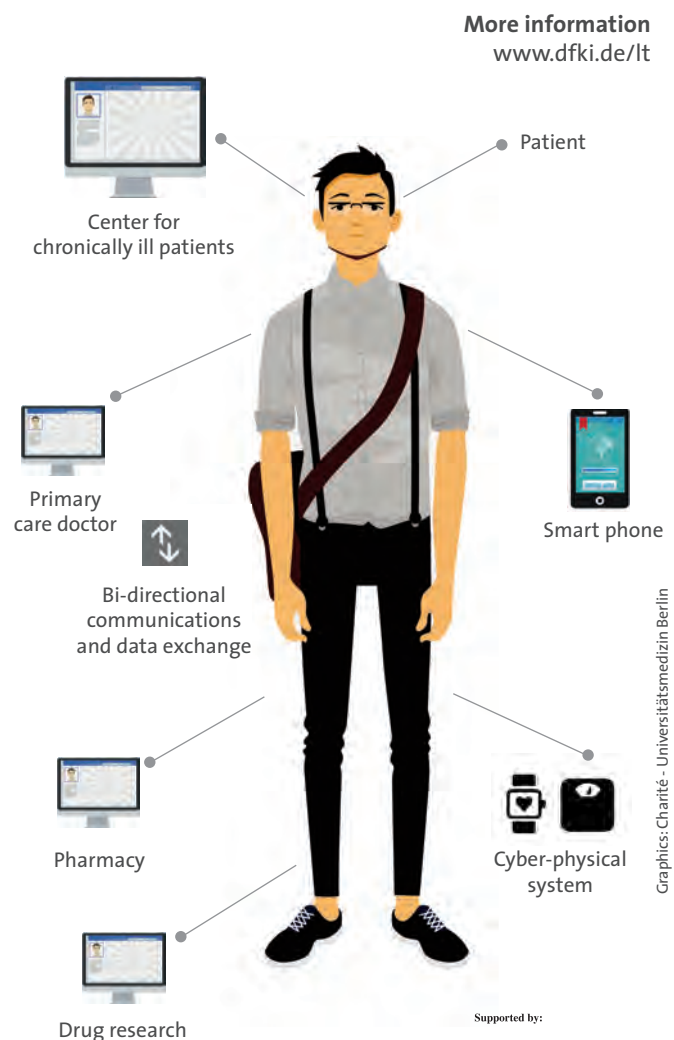 More information
www.dfki.de/lt
Patient
Center for
chronically ill patients
Primary
care doctor
Smart phone
Bi-directional
communications
and data exchange
Graphics: Charité - Universitätsmedizin Berlin
Pharmacy
Cyber-physical
system
Supported by:
Drug research